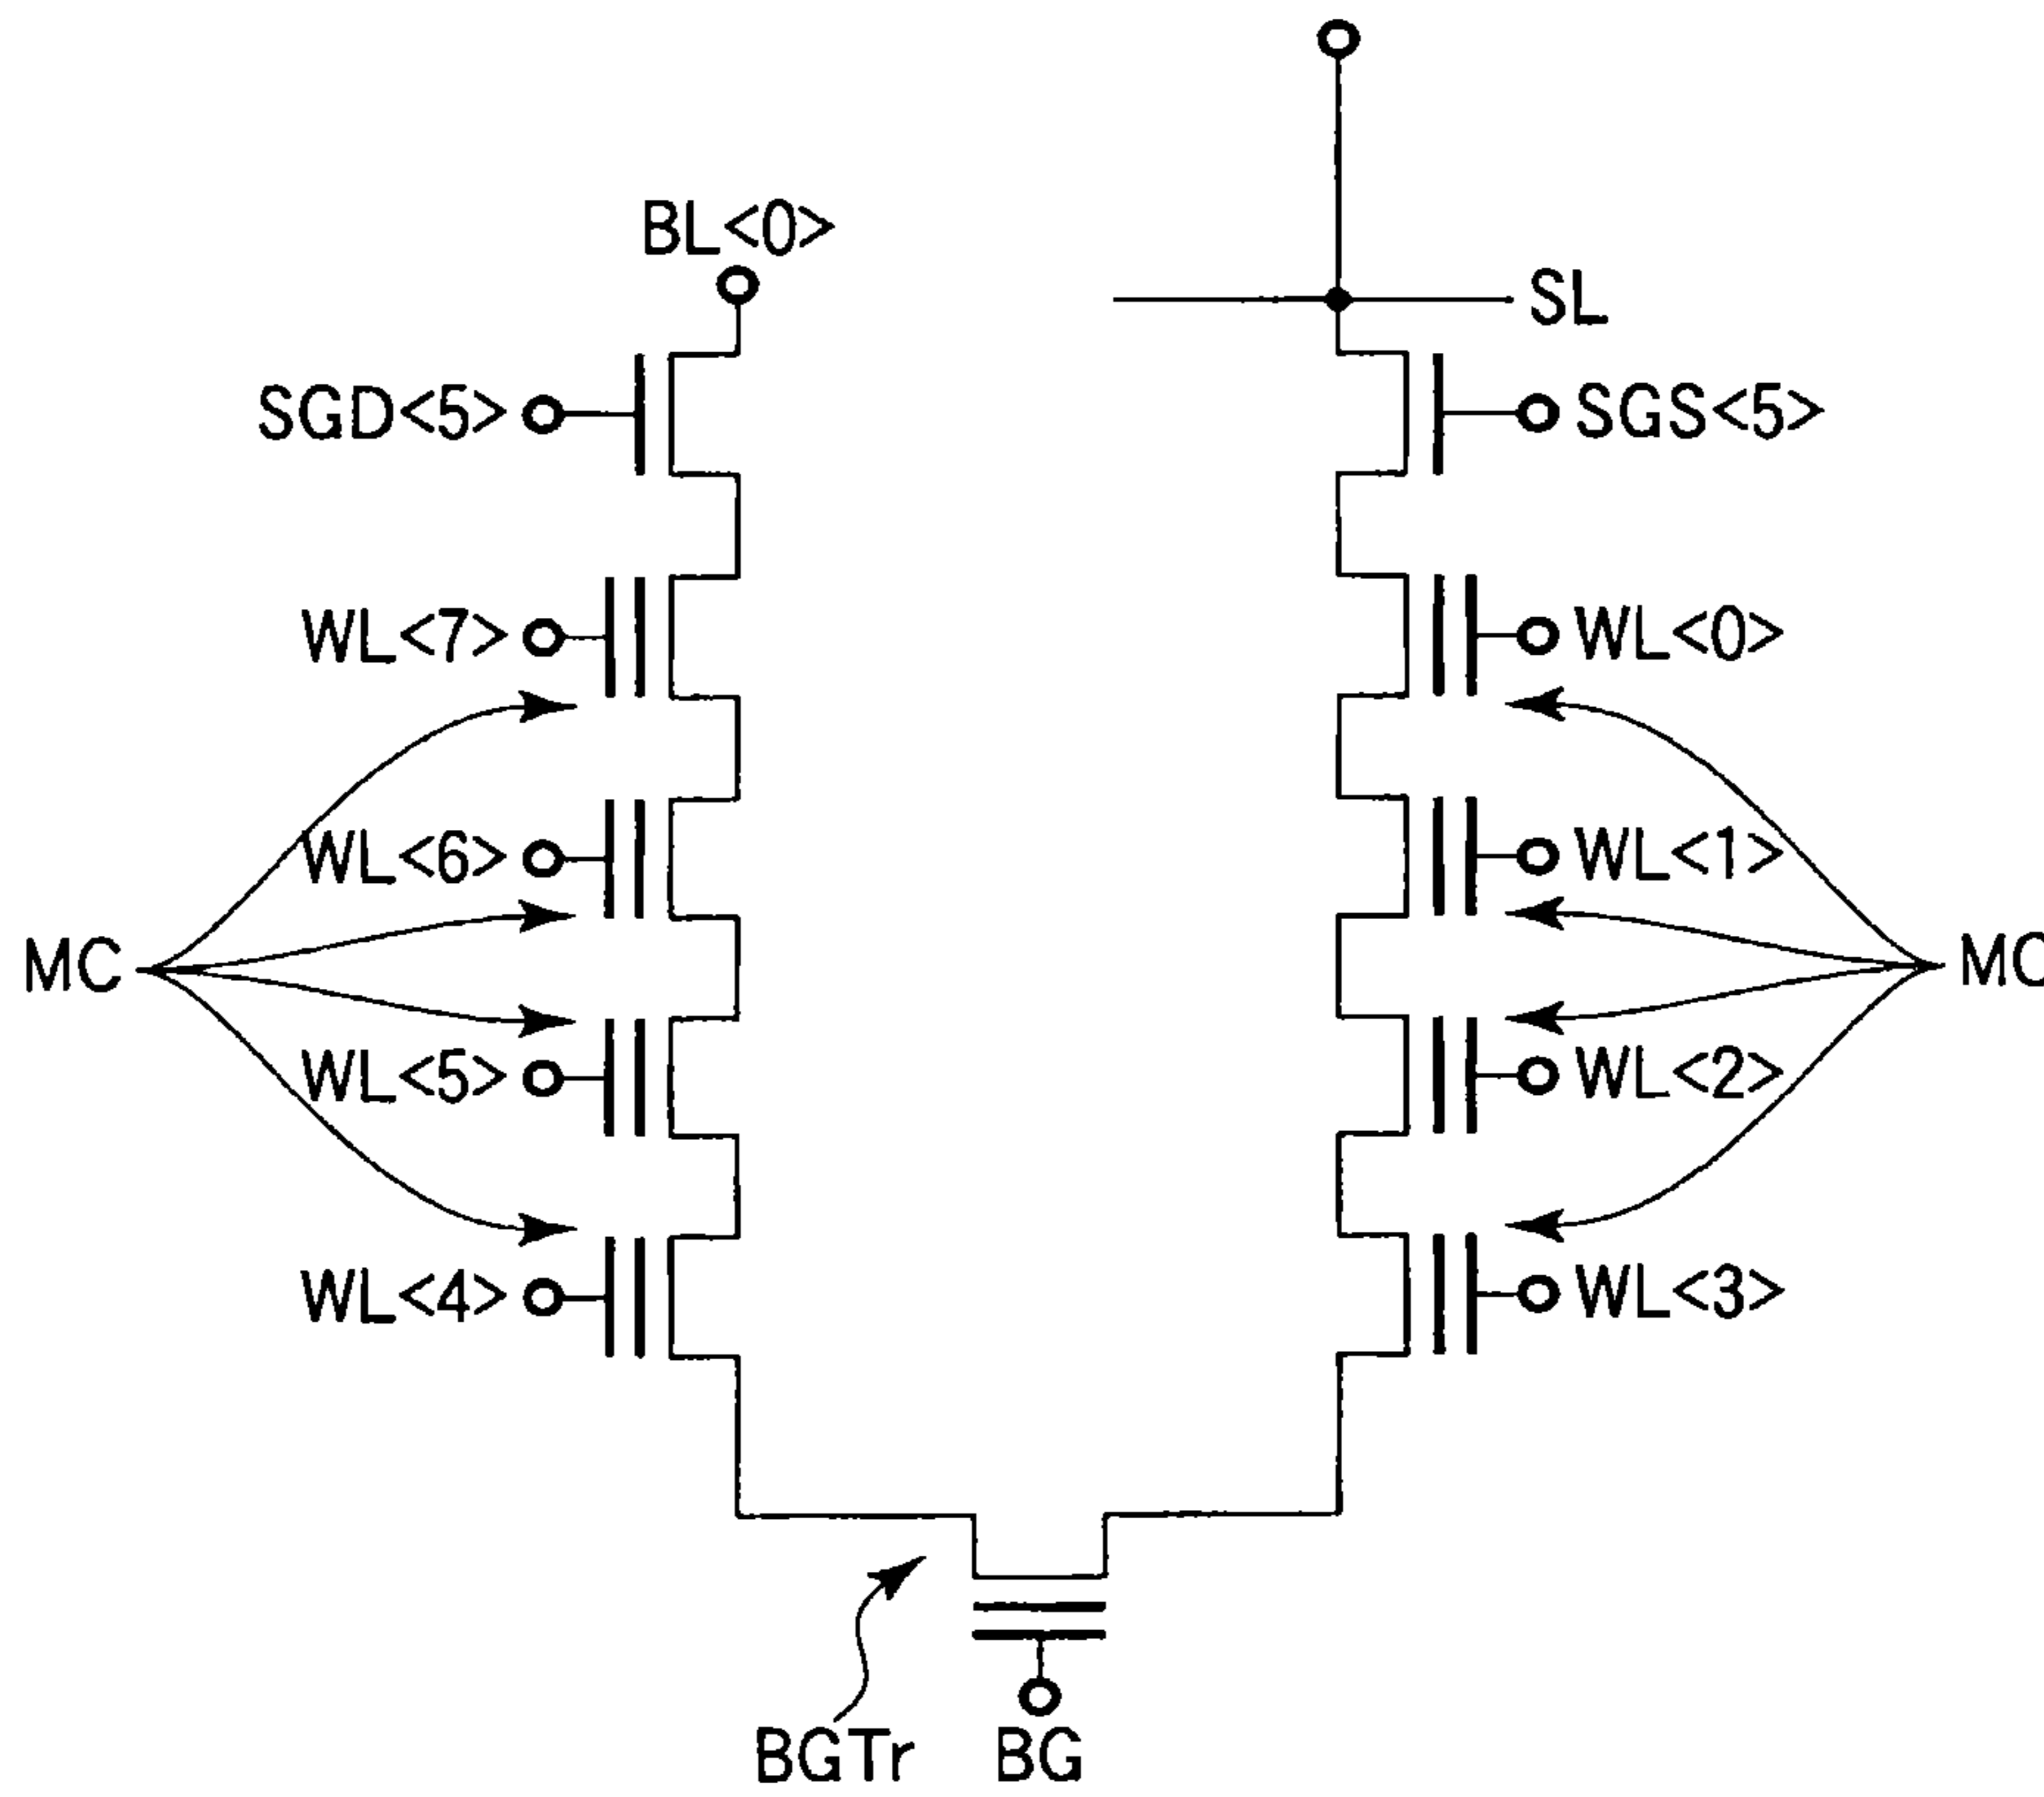 BL<0>
SL
SGD<5>
SGS<5>
WL<7>
WL<0>
WL<6>
WL<1>
MC
MC
WL<5>
WL<2>
WL<4>
WL<3>
BGTr
BG